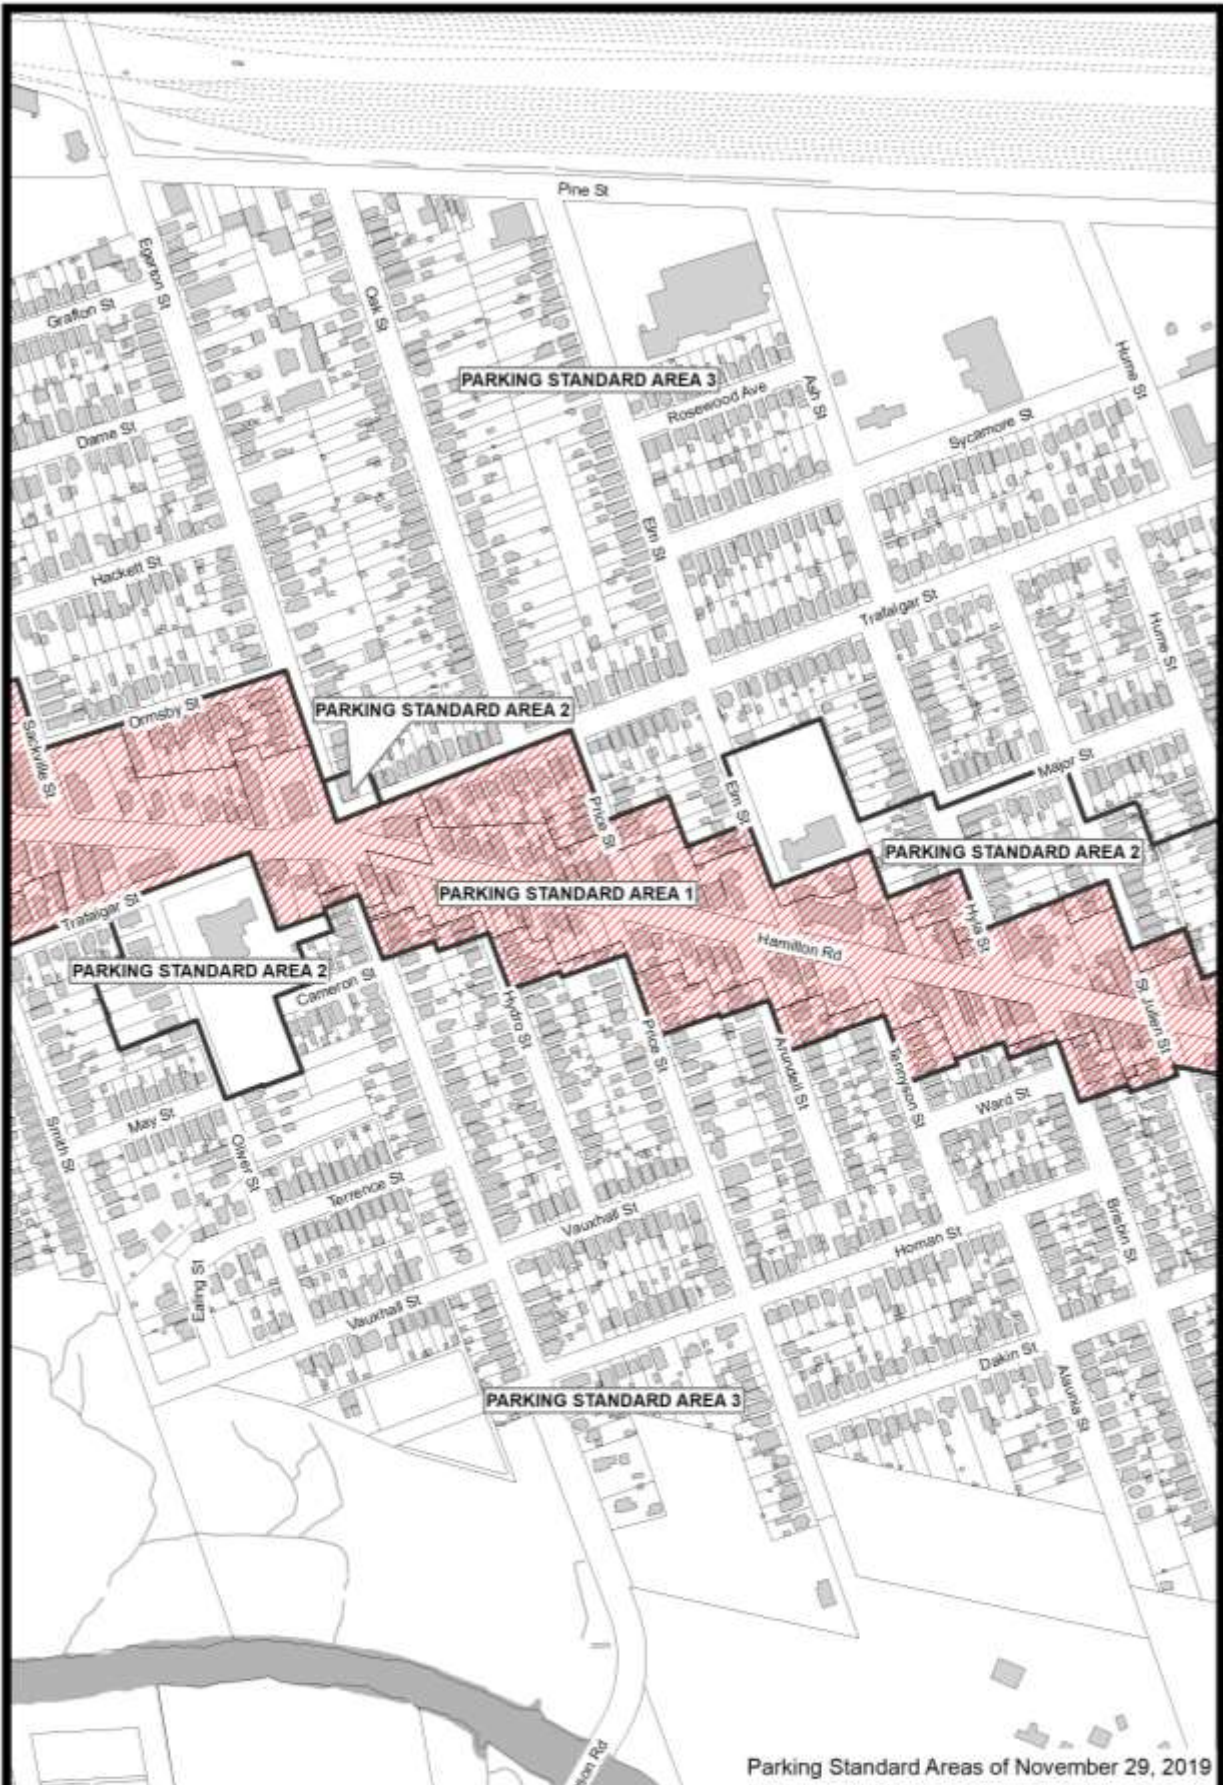 Pine St
Egerton St
Grafton St
Oak St
Hume St
PARKING STANDARD AREA 3
Ash St
Rosewood Ave
Sycamore St
Dame St
Elm St
Hackett St
Trafalgar St
Hume St
Ormsby St
PARKING STANDARD AREA 2
Sackville St
Major St
Elm St
Price St
PARKING STANDARD AREA 2
PARKING STANDARD AREA 1
Trafalgar St
Hyla St
Hamilton Rd
PARKING STANDARD AREA 2
Cameron St
Hydro St
St Julien St
Price St
Arundell St
Tennyson St
Ward St
May St
Smith St
Oliver St
Terrence St
Vauxhall St
Brisbin St
Homan St
Ealing St
Vauxhall St
Dakin St
Alaunia St
PARKING STANDARD AREA 3
son Rd
Parking Standard Areas of November 29, 2019